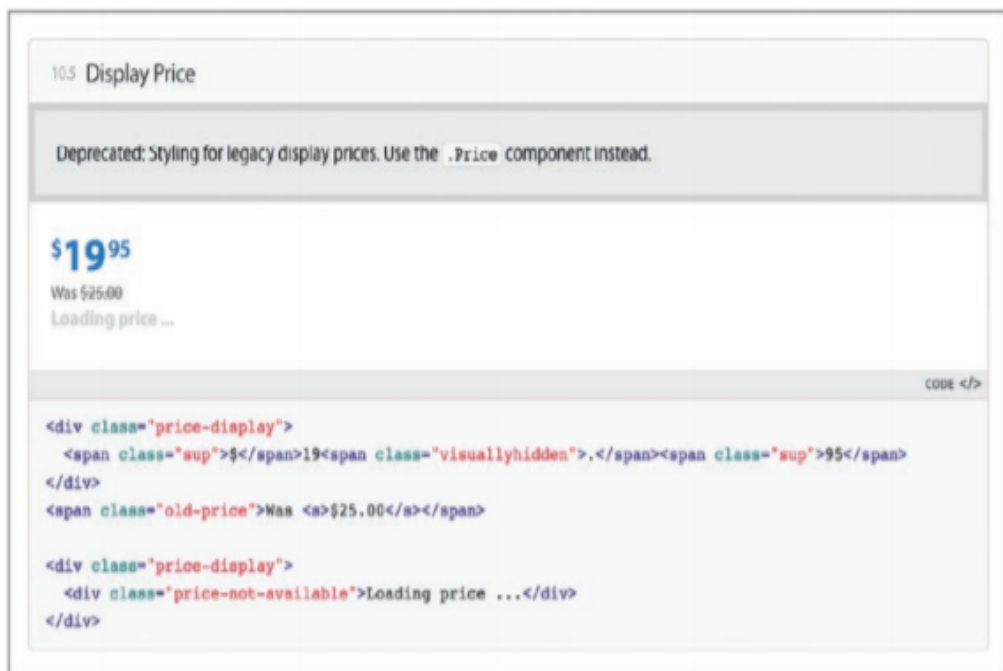 10.5 Display Price
Deprecated: Styling for legacy display prices. Use the .Price component instead.
$19 95
Was $25.00
Loading price ...
CODE </>
<div class="price-display">
<span class="sup">$</span>19<span class="visuallyhidden">.</span><span class="sup">95</span>
</div>
<span class="old-price">Was <s>$25.00</s></span>
<div class="price-display">
<div class="price-not-available">Loading price ...</div>
</div>